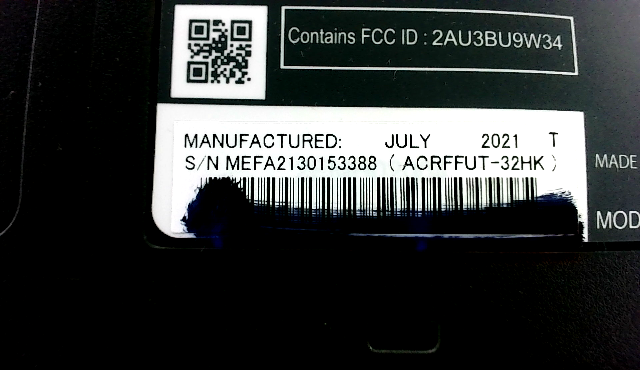 Contains FCC ID : 2AU3BU9W34
MANUFACTURED: JULY 2021 T
S/N MEFA2130153388 ( ACRFFUT-32HK )
MADE
MOD